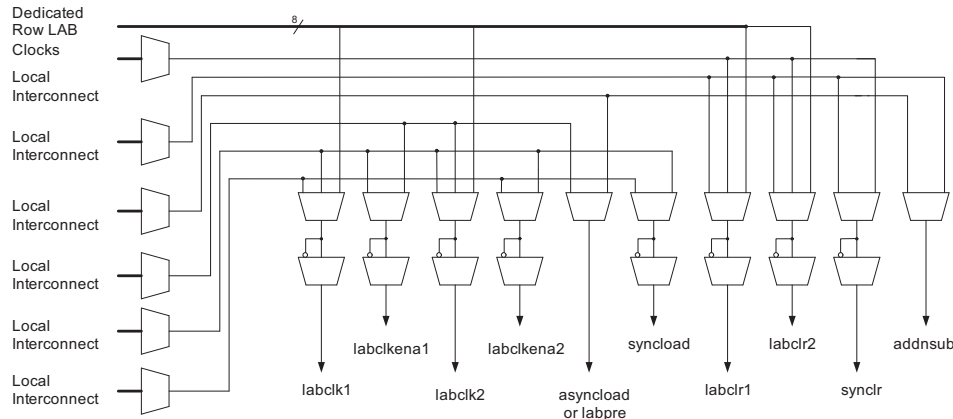 Dedicated
Row LAB
Clocks
8
Local
Interconnect
Local
Interconnect
Local
Interconnect
Local
Interconnect
Local
Interconnect
Local
Interconnect
labclkena1
labclkena2
syncload
labclr2
addnsub
labclk1
labclk2
asyncload
or labpre
labclr1
synclr